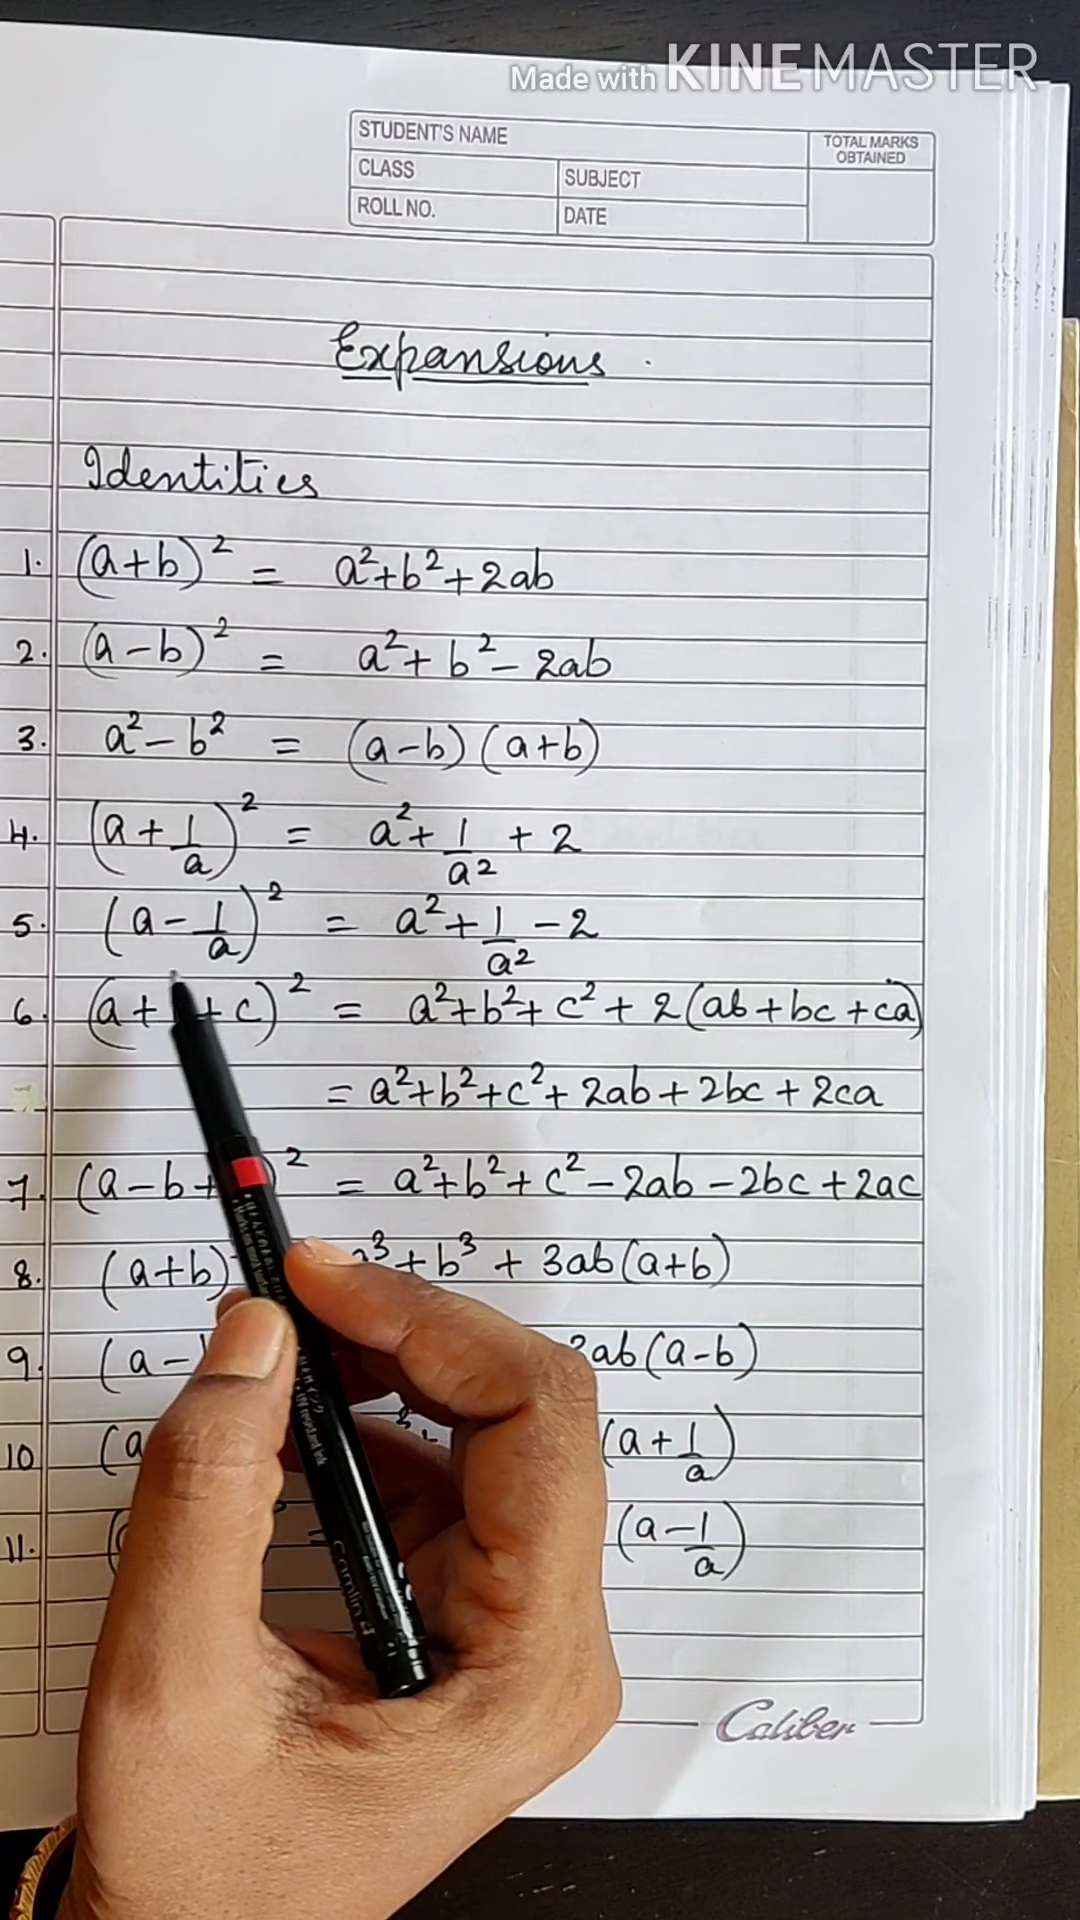 Made with KINEMASTER
STUDENT'S NAME
TOTAL MARKS OBTAINED
CLASS
SUBJECT
ROLL NO.
DATE
Expansions.
Identities
1. (a+b)² = a²+b²+2ab
2. (a-b)² = a²+b²-2ab
3. a²-b² = (a-b)(a+b)
4. (a+1/a)² = a²+1/a²+2
5. (a-1/a)² = a²+1/a²-2
6. (a+ +c)² = a²+b²+c²+2(ab+bc+ca)
= a²+b²+c²+2ab+2bc+2ca
7. (a-b+ )² = a²+b²+c²-2ab-2bc+2ac
8. (a+b) ³+b³+3ab(a+b)
9. (a- ab(a-b)
10 (a (a+1/a)
11. (a-1/a)
Camlin
Caliber